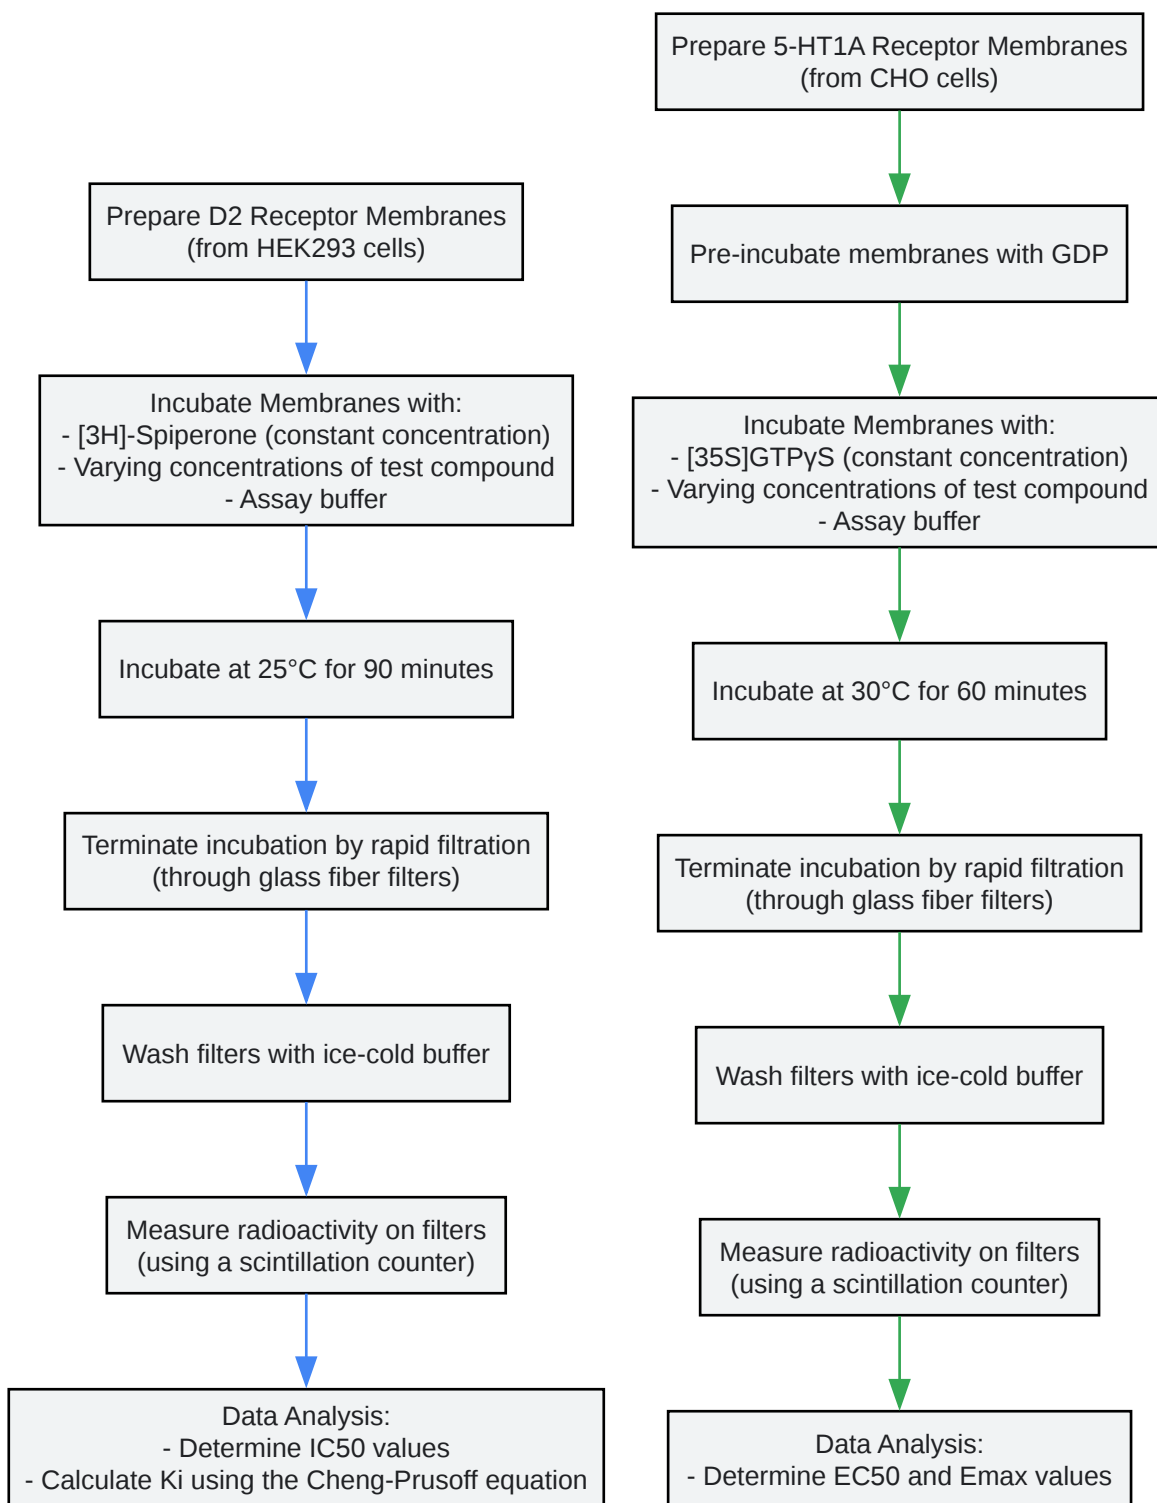 Prepare D2 Receptor Membranes
(from HEK293 cells)
Incubate Membranes with:
- [3H]-Spiperone (constant concentration)
- Varying concentrations of test compound
- Assay buffer
Incubate at 25°C for 90 minutes
Terminate incubation by rapid filtration
(through glass fiber filters)
Wash filters with ice-cold buffer
Measure radioactivity on filters
(using a scintillation counter)
Data Analysis:
- Determine IC50 values
- Calculate Ki using the Cheng-Prusoff equation
Prepare 5-HT1A Receptor Membranes
(from CHO cells)
Pre-incubate membranes with GDP
Incubate Membranes with:
- [35S]GTPγS (constant concentration)
- Varying concentrations of test compound
- Assay buffer
Incubate at 30°C for 60 minutes
Terminate incubation by rapid filtration
(through glass fiber filters)
Wash filters with ice-cold buffer
Measure radioactivity on filters
(using a scintillation counter)
Data Analysis:
- Determine EC50 and Emax values